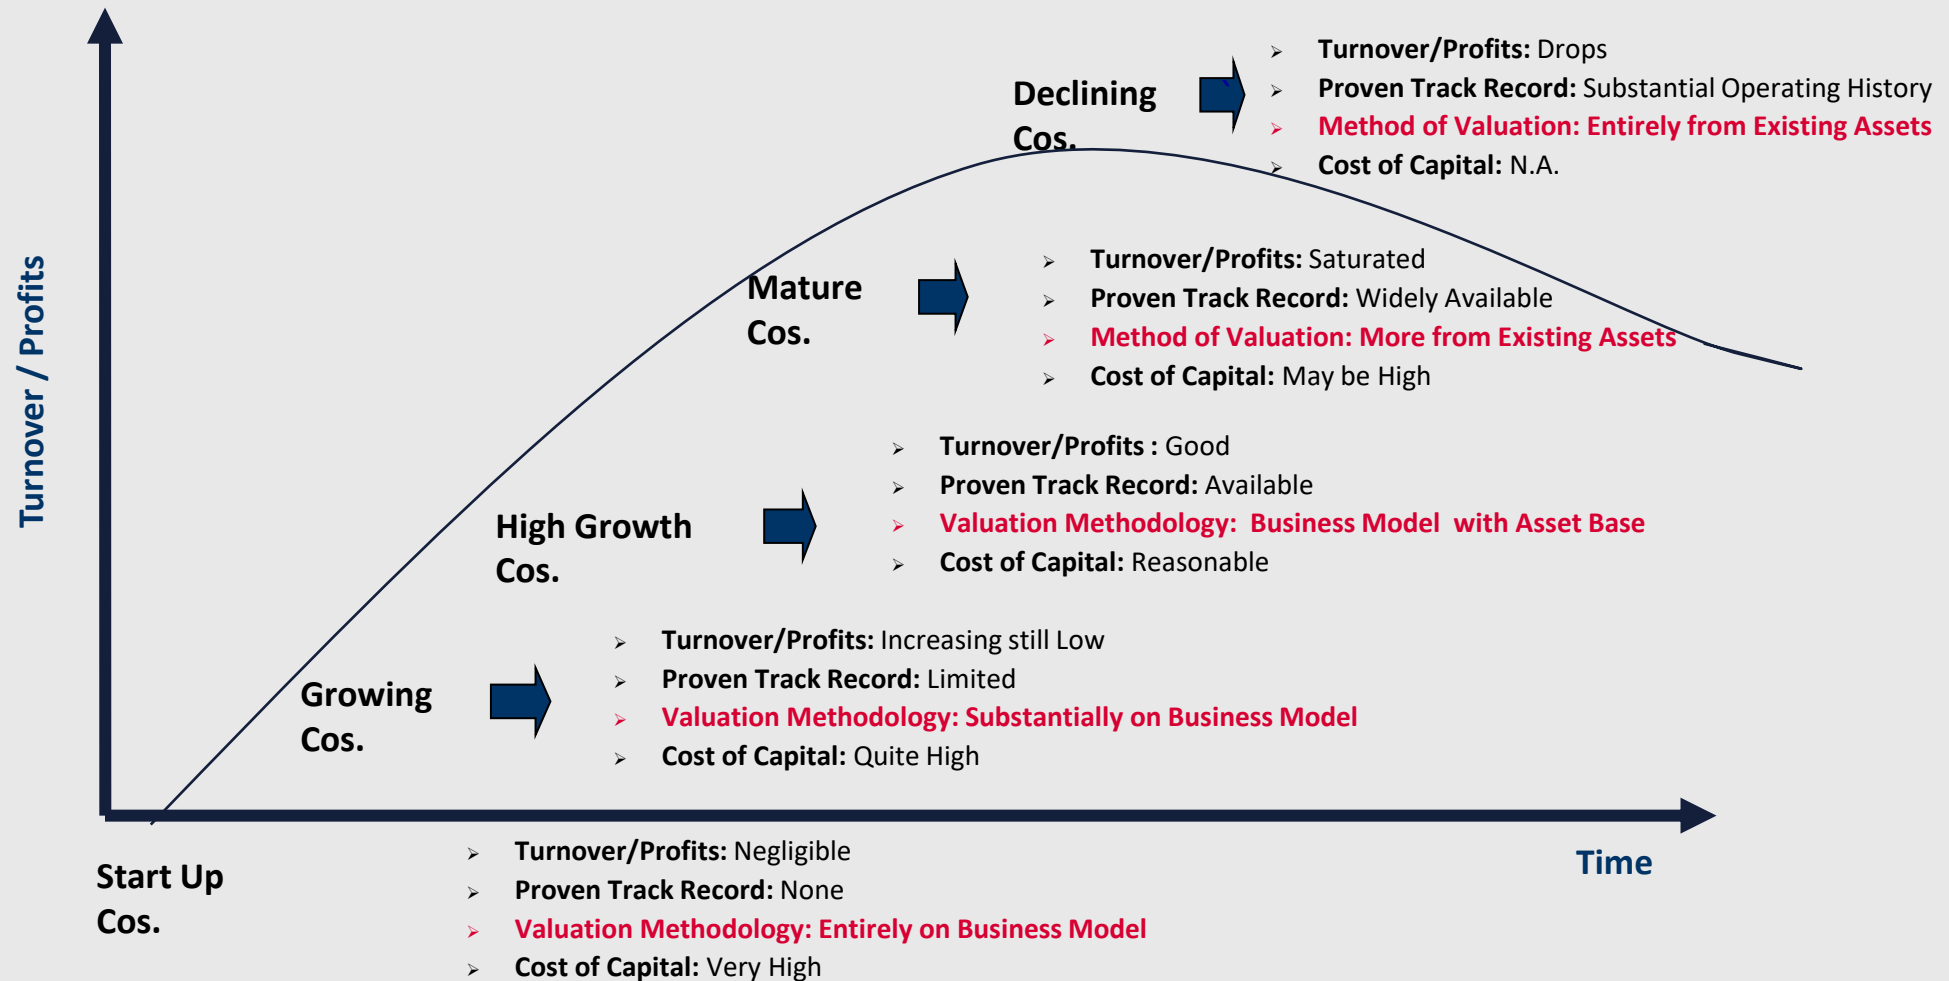 Turnover / Profits
Declining
Cos.
➢ Turnover/Profits: Drops
➢ Proven Track Record: Substantial Operating History
➢ Method of Valuation: Entirely from Existing Assets
➢ Cost of Capital: N.A.
Mature
Cos.
➢ Turnover/Profits: Saturated
➢ Proven Track Record: Widely Available
➢ Method of Valuation: More from Existing Assets
➢ Cost of Capital: May be High
High Growth
Cos.
➢ Turnover/Profits : Good
➢ Proven Track Record: Available
➢ Valuation Methodology:  Business Model  with Asset Base
➢ Cost of Capital: Reasonable
Growing
Cos.
➢ Turnover/Profits: Increasing still Low
➢ Proven Track Record: Limited
➢ Valuation Methodology: Substantially on Business Model
➢ Cost of Capital: Quite High
Time
Start Up
Cos.
➢ Turnover/Profits: Negligible
➢ Proven Track Record: None
➢ Valuation Methodology: Entirely on Business Model
➢ Cost of Capital: Very High